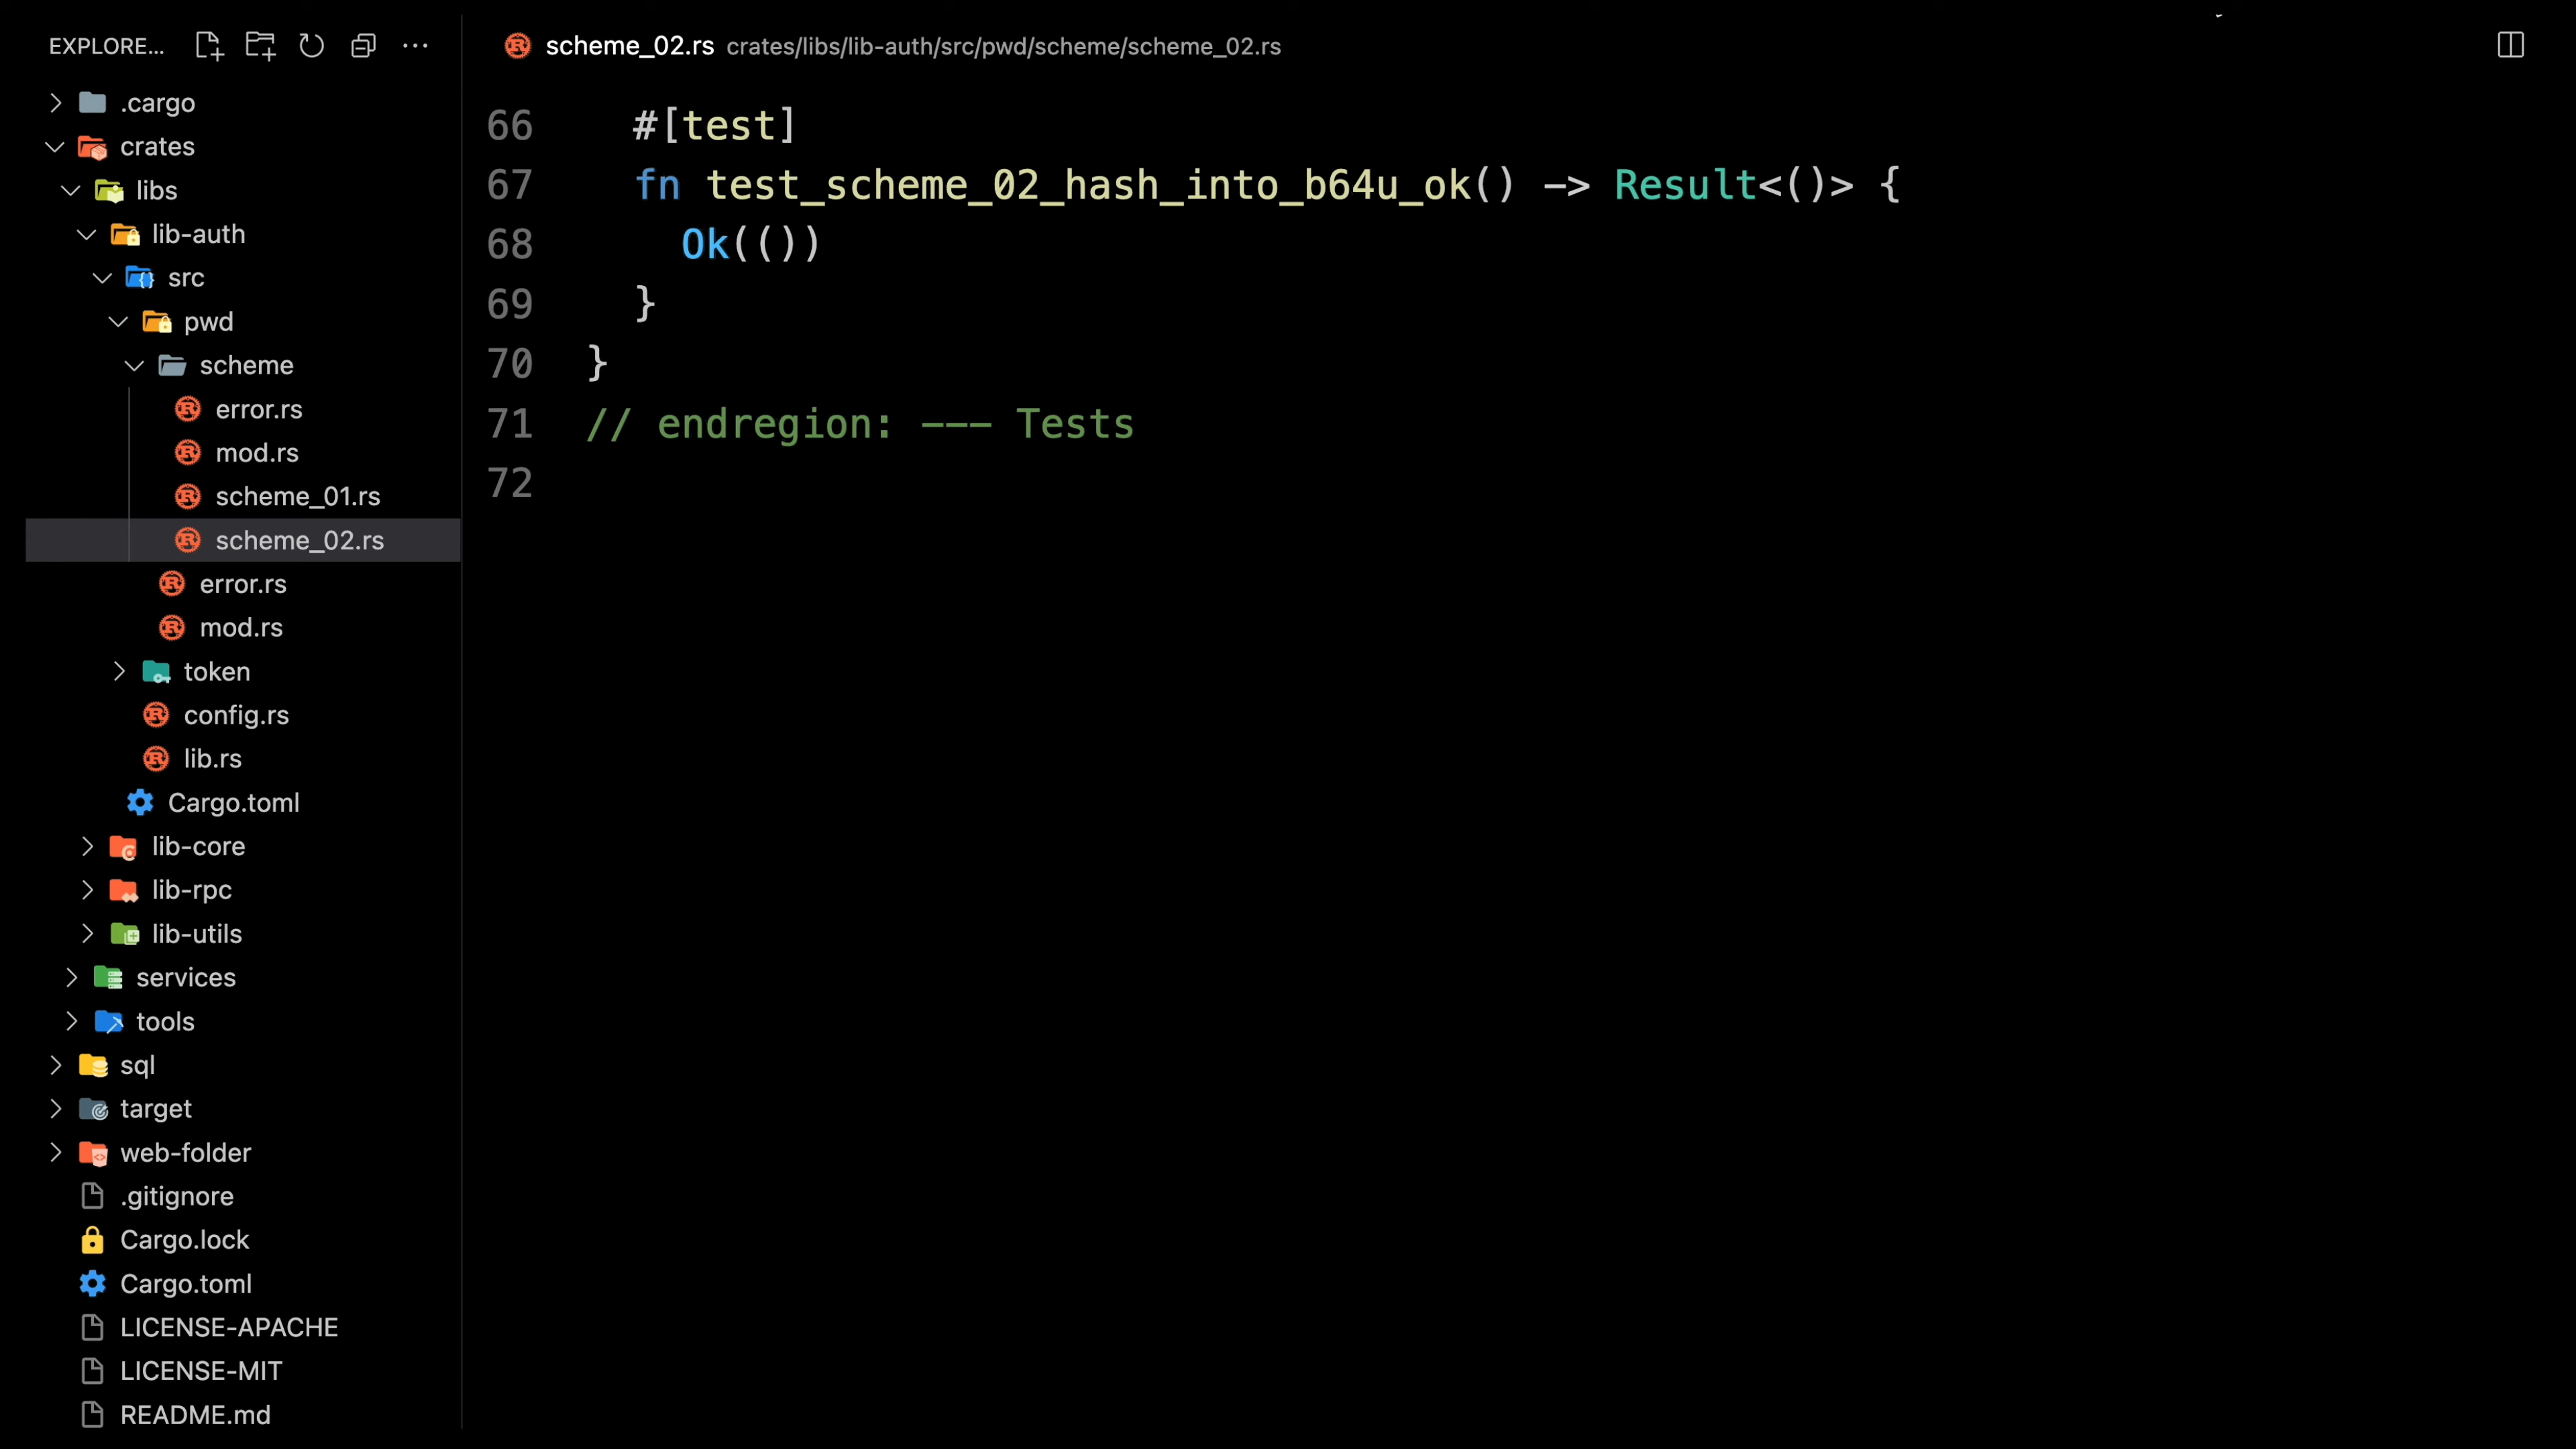 EXPLORE...
.cargo
crates
libs
lib-auth
src
pwd
scheme
error.rs
mod.rs
scheme_01.rs
scheme_02.rs
error.rs
mod.rs
token
config.rs
lib.rs
Cargo.toml
lib-core
lib-rpc
lib-utils
services
tools
sql
target
web-folder
.gitignore
Cargo.lock
Cargo.toml
LICENSE-APACHE
LICENSE-MIT
README.md
scheme_02.rs crates/libs/lib-auth/src/pwd/scheme/scheme_02.rs
66 #[test]
67 fn test_scheme_02_hash_into_b64u_ok() -> Result<()> {
68 Ok(())
69 }
70 }
71 // endregion: --- Tests
72